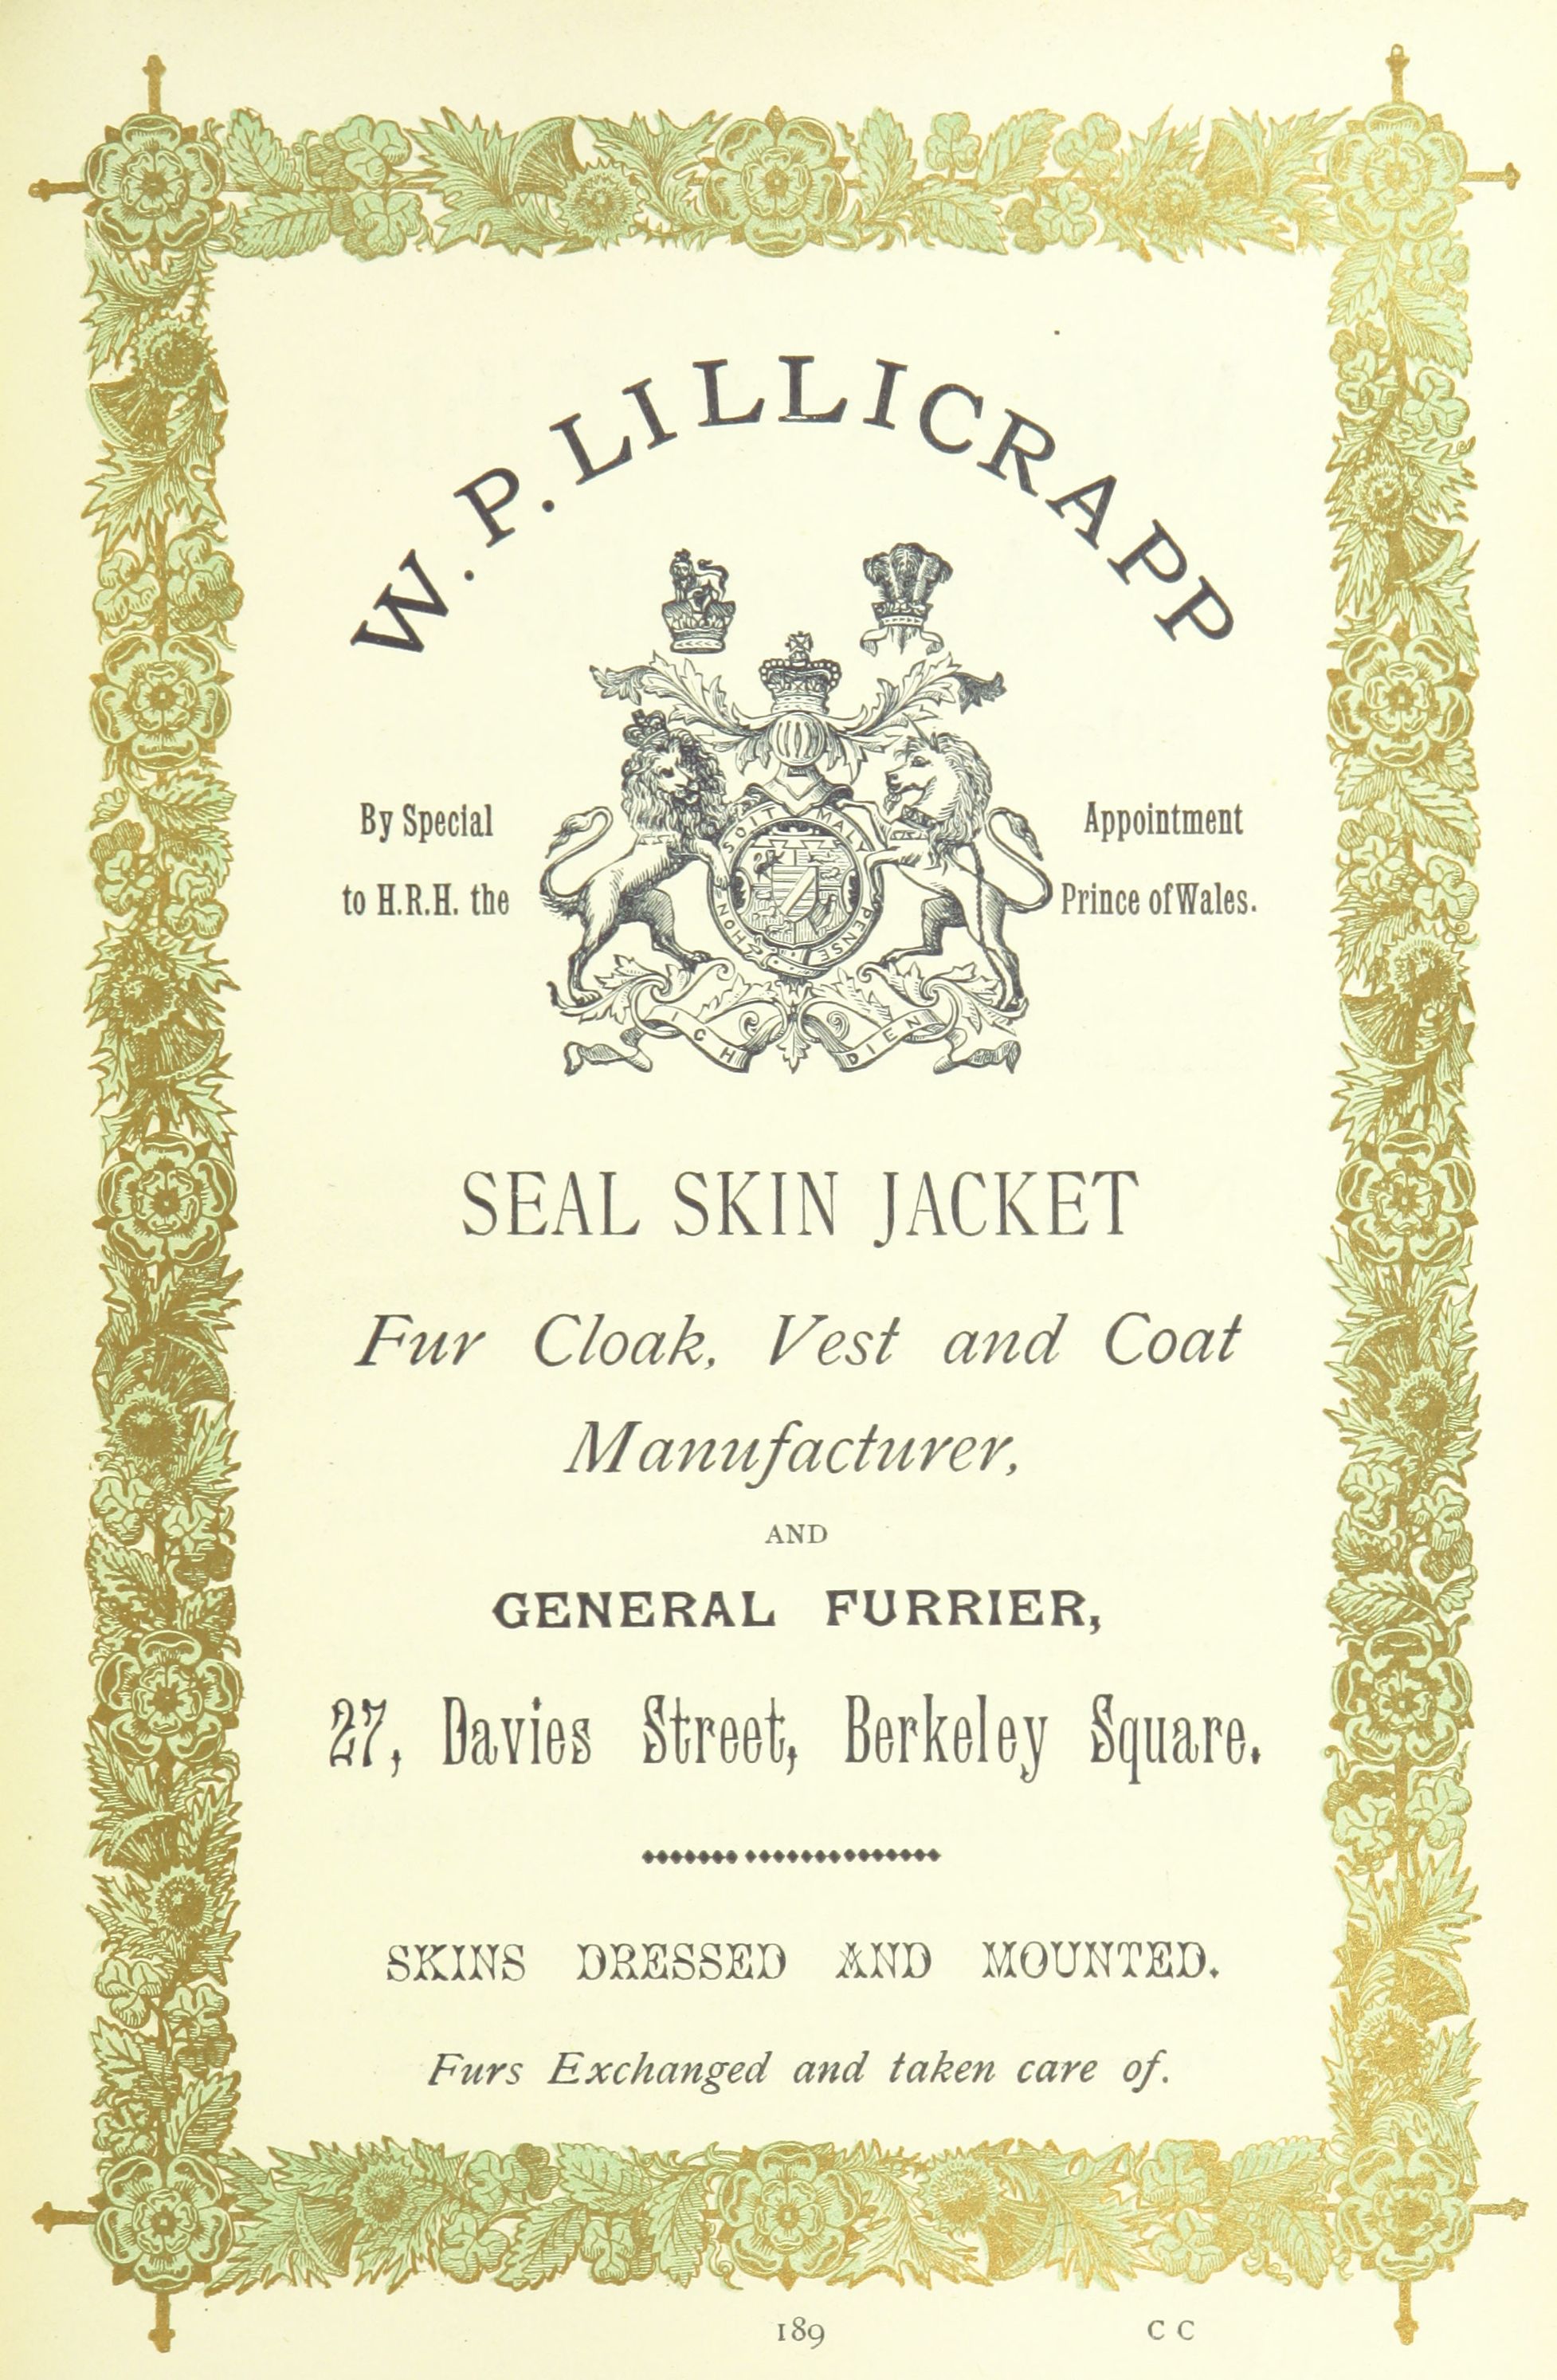 W. P. LILLICRAPP
By Special Appointment
to H.R.H. the Prince of Wales.
HONI SOIT MAL PENSE
ICH DIEN
SEAL SKIN JACKET
Fur Cloak, Vest and Coat
Manufacturer,
AND
GENERAL FURRIER,
27, Davies Street, Berkeley Square.
SKINS DRESSED AND MOUNTED.
Furs Exchanged and taken care of.
189 C C